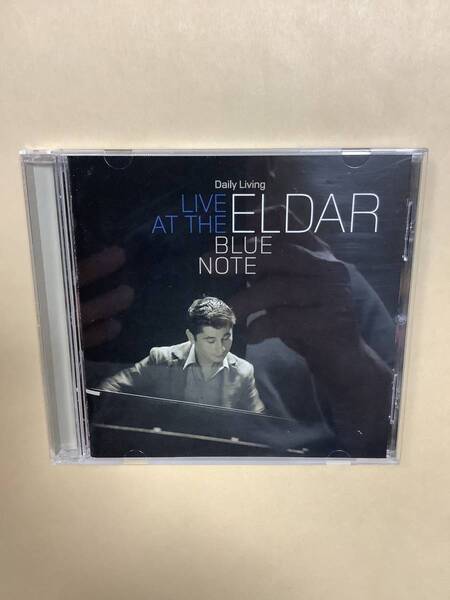 Daily Living
LIVE
AT THE
ELDAR
BLUE
NOTE